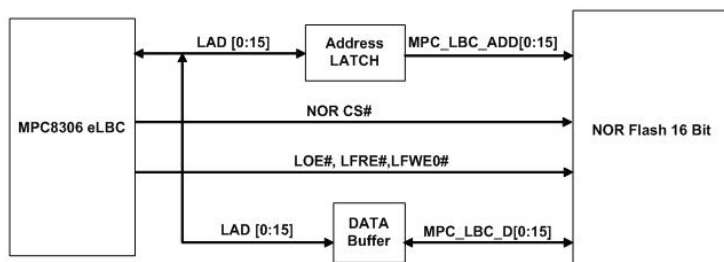 LAD [0:15]
Address
LATCH
MPC_LBC_ADD[0:15]
NOR CS#
MPC8306 eLBC
NOR Flash 16 Bit
LOE#, LFRE#,LFWE0#
LAD [0:15]
DATA
Buffer
MPC_LBC_D[0:15]